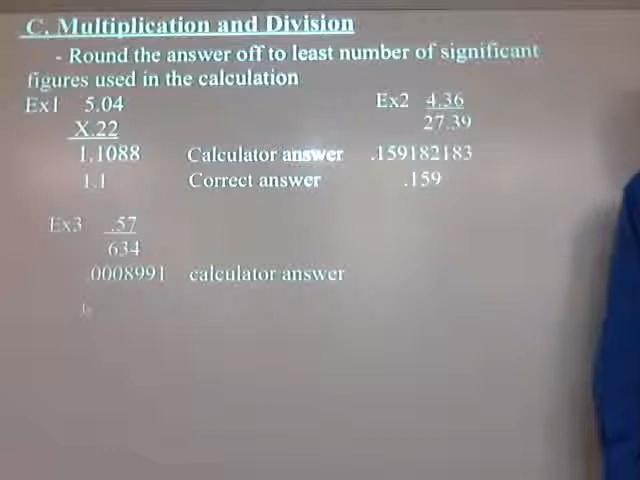 C. Multiplication and Division
- Round the answer off to least number of significant
figures used in the calculation
Ex1 5.04
X.22
1.1088 Calculator answer
1.1 Correct answer
Ex2 4.36
27.39
.159182183
.159
Ex3 .57
634
.0008991 calculator answer